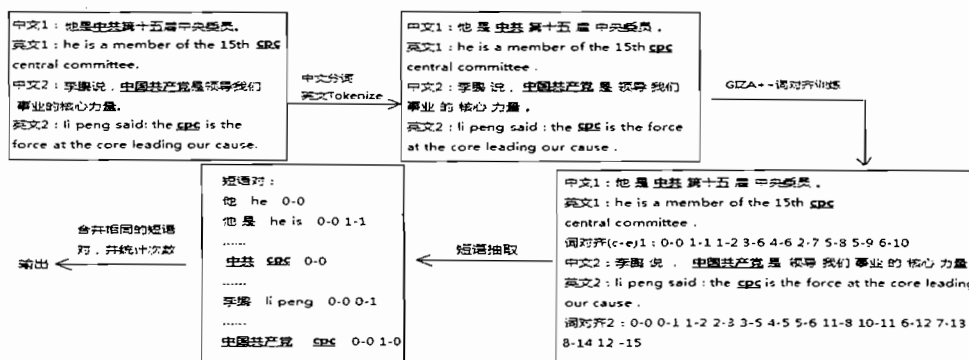 中文1：他是中共第十五届中央委员。
英文1：he is a member of the 15th cpc
central committee.
中文2：李鹏说，中国共产党是领导我们
事业的核心力量。
英文2：li peng said: the cpc is the
force at the core leading our cause.
中文分词
英文Tokenize
中文1：他 是 中共 第十五 届 中央委员 。
英文1：he is a member of the 15th cpc
central committee .
中文2：李鹏 说 ， 中国共产党 是 领导 我们
事业 的 核心 力量 。
英文2：li peng said : the cpc is the force
at the core leading our cause .
GIZA++词对齐训练
中文1：他 是 中共 第十五 届 中央委员 。
英文1：he is a member of the 15th cpc
central committee .
词对齐(c-e)1：0-0 1-1 1-2 3-6 4-6 2-7 5-8 5-9 6-10
中文2：李鹏 说 ， 中国共产党 是 领导 我们 事业 的 核心 力量
英文2：li peng said : the cpc is the force at the core leading
our cause .
词对齐2：0-0 0-1 1-2 2-3 3-5 4-5 5-6 11-8 10-11 6-12 7-13
8-14 12 -15
短语抽取
短语对：
他 he 0-0
他 是 he is 0-0 1-1
……
中共 cpc 0-0
……
李鹏 li peng 0-0 0-1
……
中国共产党 cpc 0-0 1-0
合并相同的短语
对，并统计次数
输出